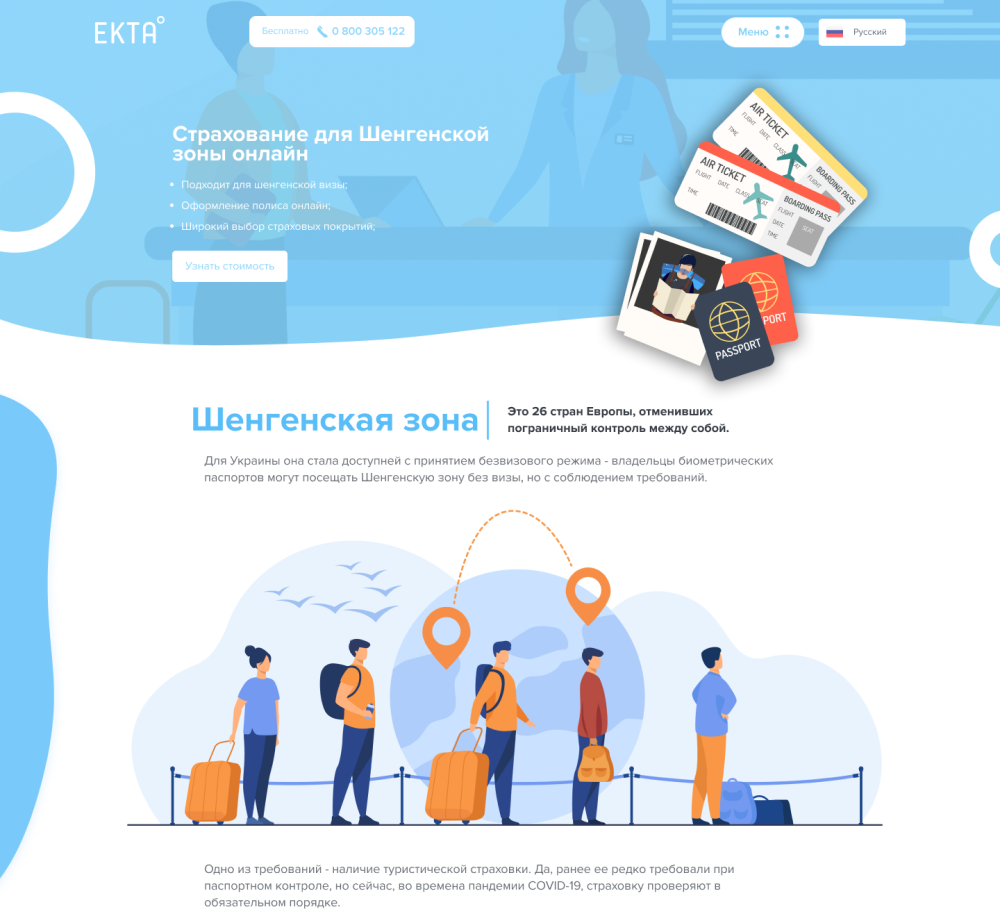 EKTA°
Бесплатно 0 800 305 122
Меню
Русский
Страхование для Шенгенской
зоны онлайн
• Подходит для шенгенской визы;
• Оформление полиса онлайн;
• Широкий выбор страховых покрытий;
Узнать стоимость
AIR TICKET
FLIGHT DATE CLASS
TIME
BOARDING PASS
FLIGHT
AIR TICKET
FLIGHT DATE CLASS SEAT
TIME
BOARDING PASS
FLIGHT SEAT
DATE
TIME
PASSPORT
PORT
Шенгенская зона
Это 26 стран Европы, отменивших
пограничный контроль между собой.
Для Украины она стала доступней с принятием безвизового режима - владельцы биометрических
паспортов могут посещать Шенгенскую зону без визы, но с соблюдением требований.
Одно из требований - наличие туристической страховки. Да, ранее ее редко требовали при
паспортном контроле, но сейчас, во времена пандемии COVID-19, страховку проверяют в
обязательном порядке.